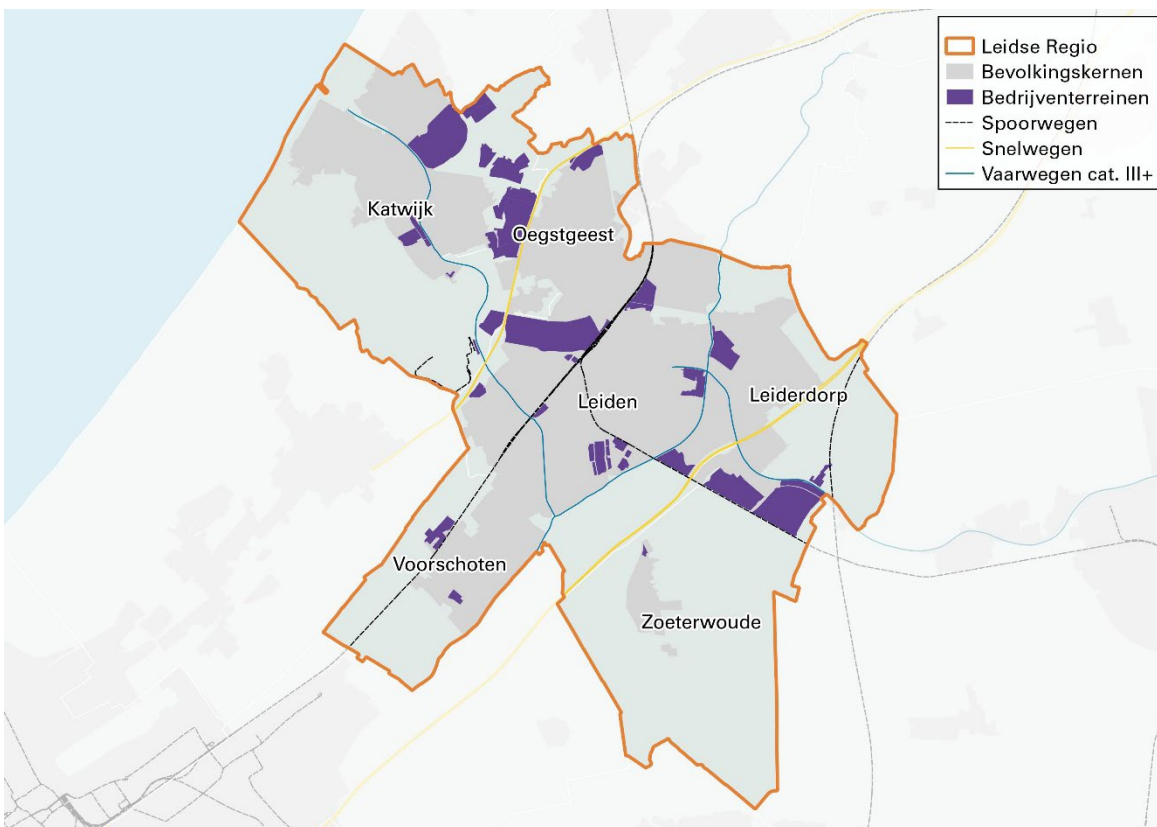 Leidse Regio
Bevolkingskernen
Bedrijventerreinen
Spoorwegen
Snelwegen
Vaarwegen cat. III+
Katwijk
Oegstgeest
Leiden
Leiderdorp
Voorschoten
Zoeterwoude